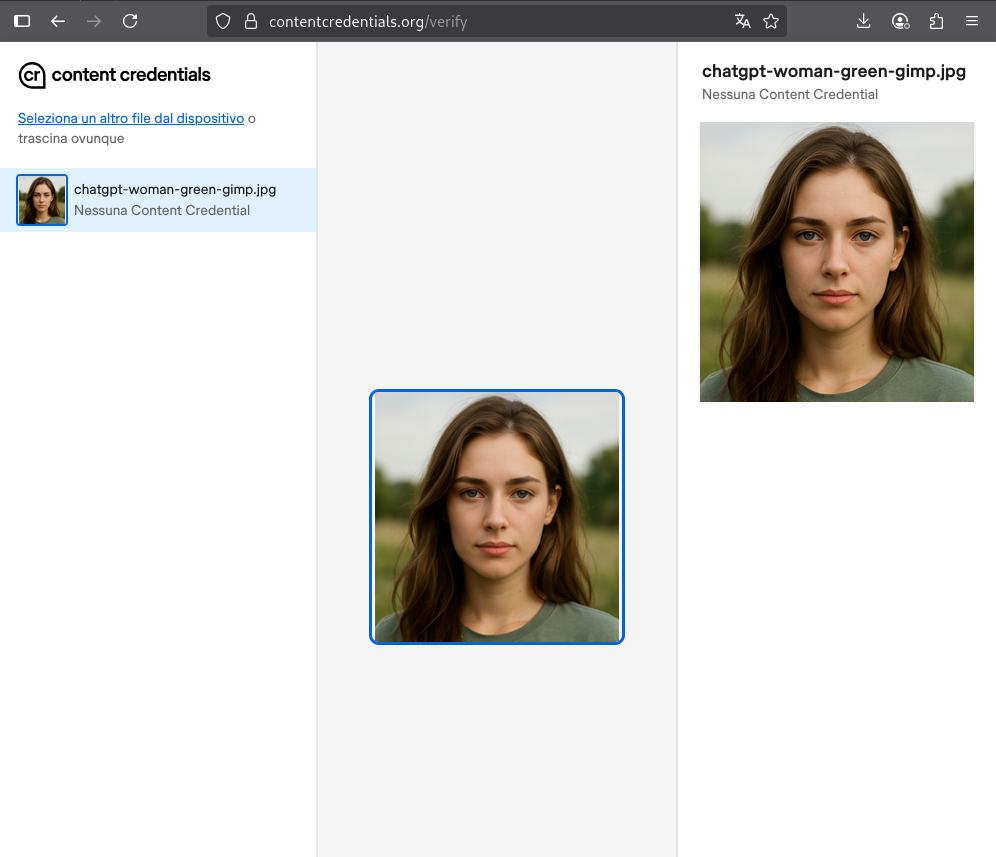 contentcredentials.org/verify
cr content credentials
Seleziona un altro file dal dispositivo o
trascina ovunque
chatgpt-woman-green-gimp.jpg
Nessuna Content Credential
chatgpt-woman-green-gimp.jpg
Nessuna Content Credential